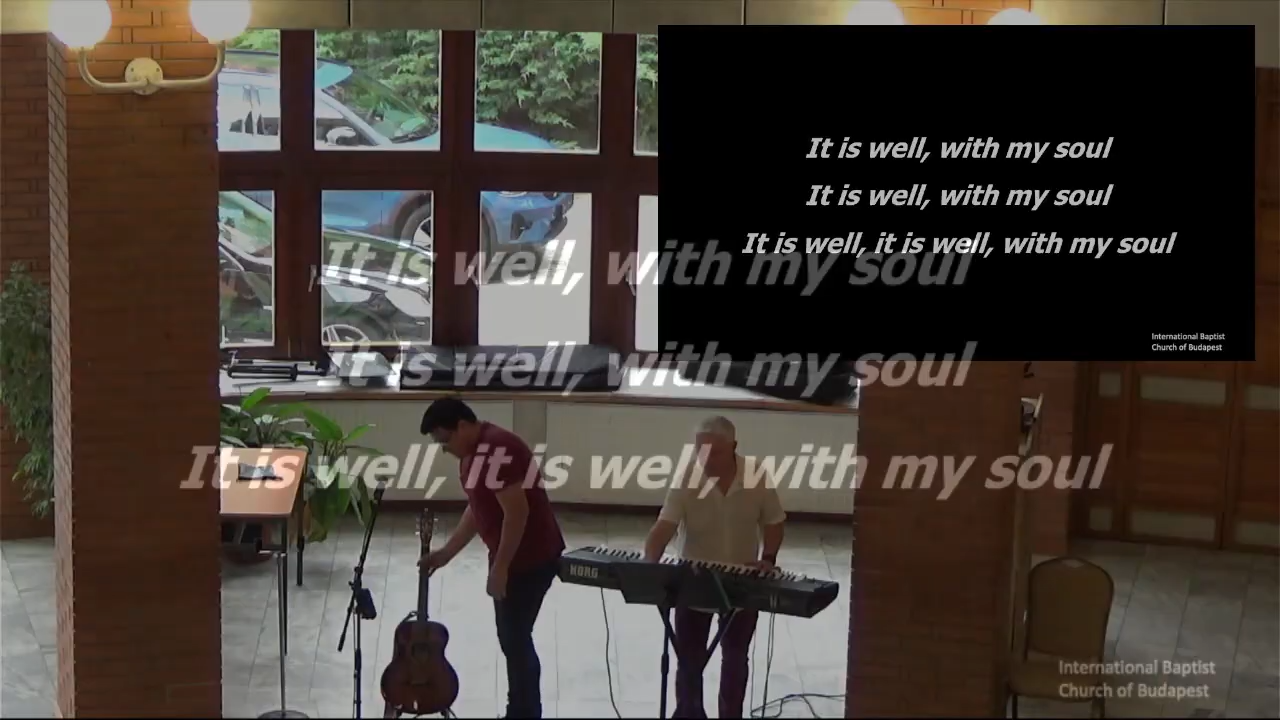 It is well, with my soul
It is well, with my soul
It is well, it is well, with my soul
International Baptist
Church of Budapest
It is well, with my soul
It is well, with my soul
It is well, it is well, with my soul
KORG
International Baptist
Church of Budapest